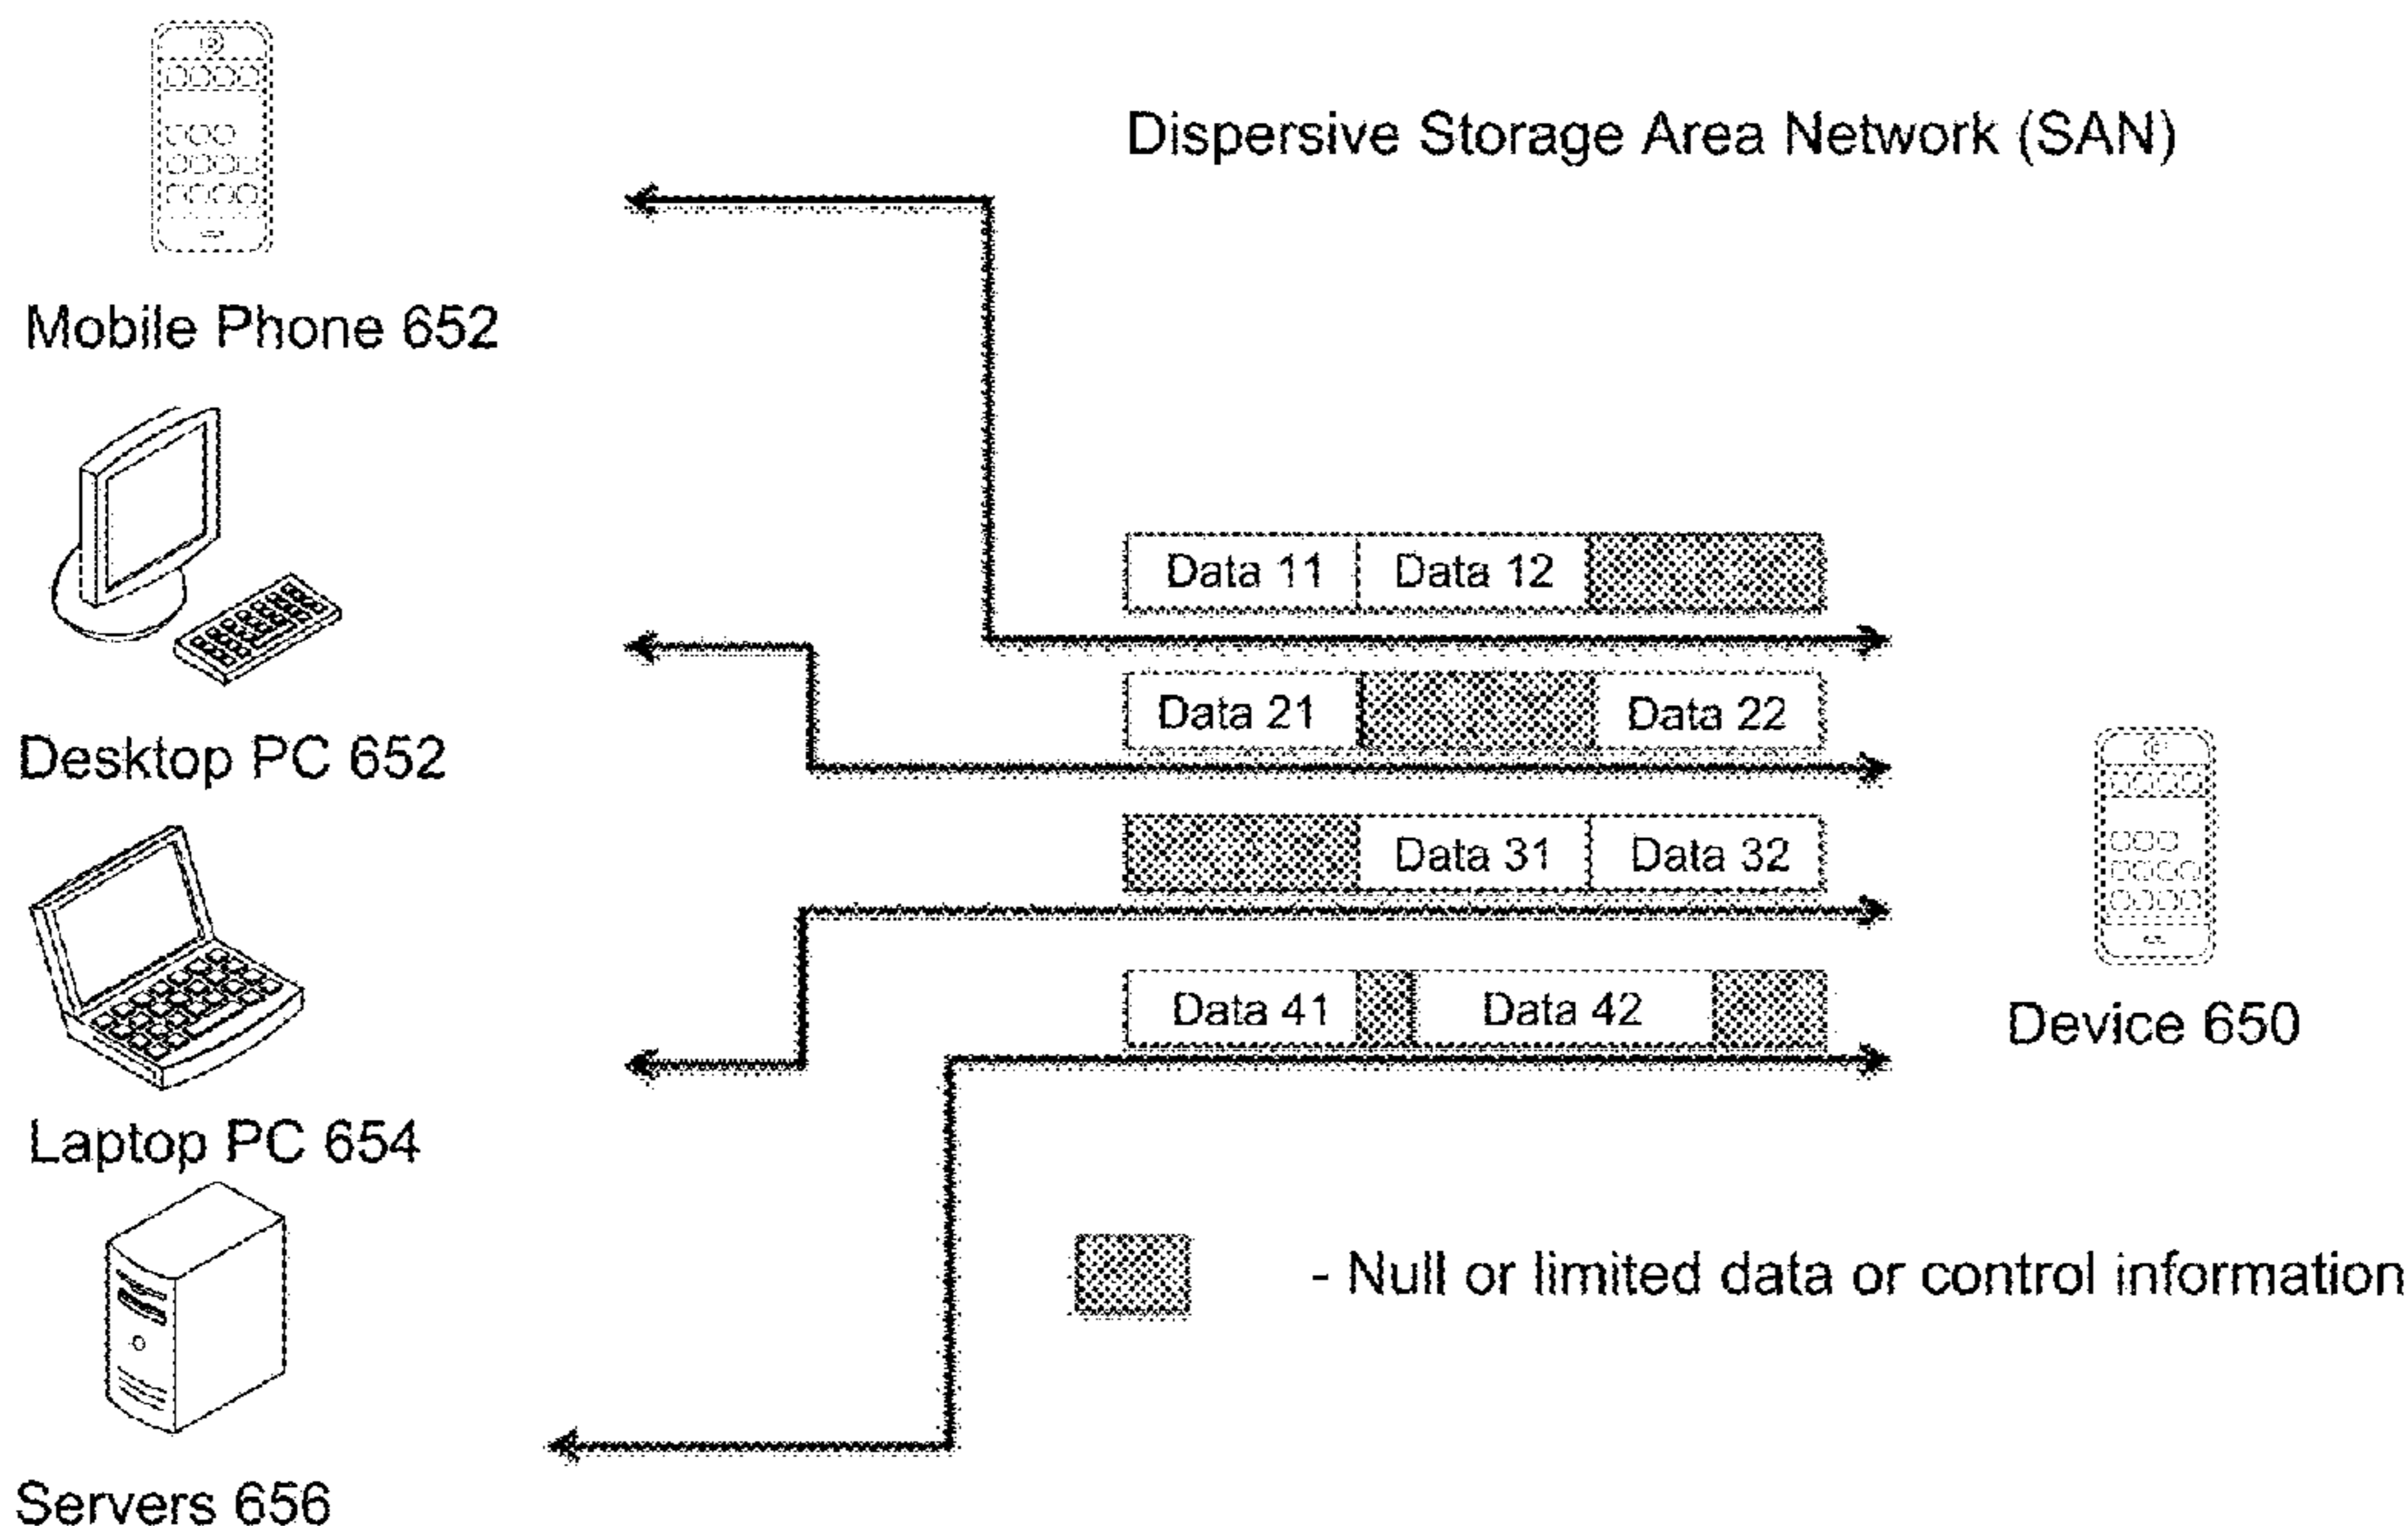 Dispersive Storage Area Network (SAN)
Mobile Phone 652
Data 11 Data 12
Data 21 Data 22
Desktop PC 652
Data 31 Data 32
Data 41 Data 42
Device 650
Laptop PC 654
- Null or limited data or control information
Servers 656